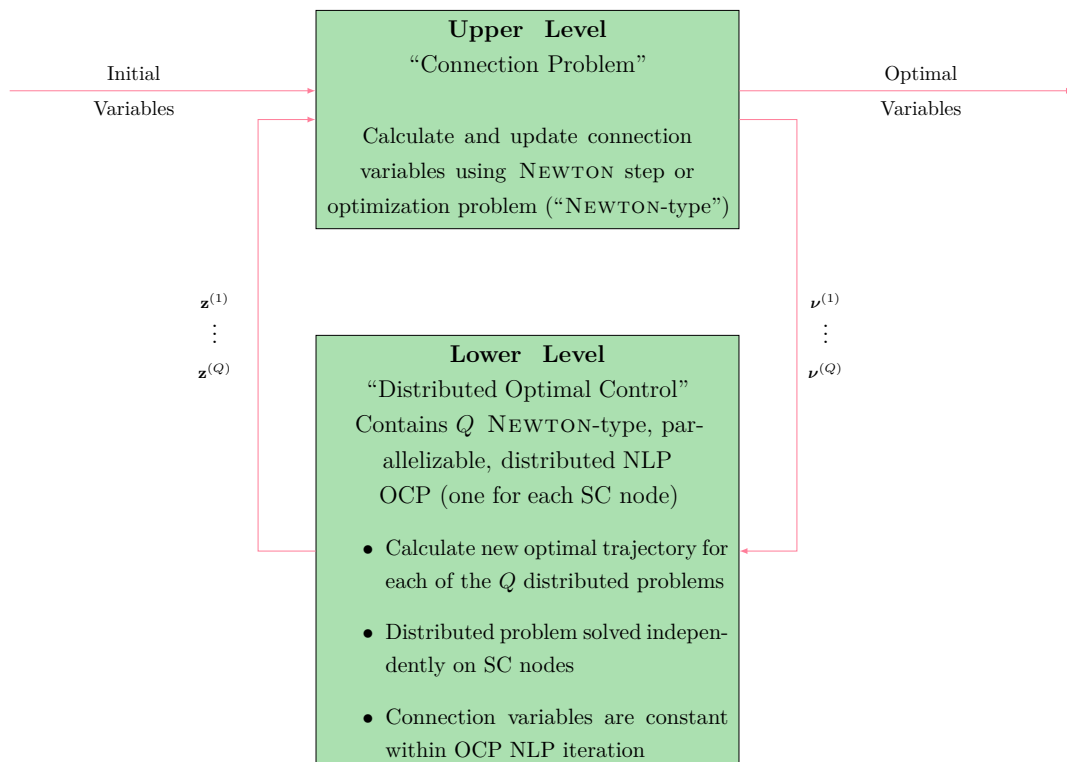 Upper Level
“Connection Problem”
Initial
Variables
Optimal
Variables
Calculate and update connection
variables using NEWTON step or
optimization problem (“NEWTON-type”)
z⁽¹⁾
⋮
z⁽Q⁾
ν⁽¹⁾
⋮
ν⁽Q⁾
Lower Level
“Distributed Optimal Control”
Contains Q NEWTON-type, par-
allelizable, distributed NLP
OCP (one for each SC node)
• Calculate new optimal trajectory for
each of the Q distributed problems
• Distributed problem solved indepen-
dently on SC nodes
• Connection variables are constant
within OCP NLP iteration